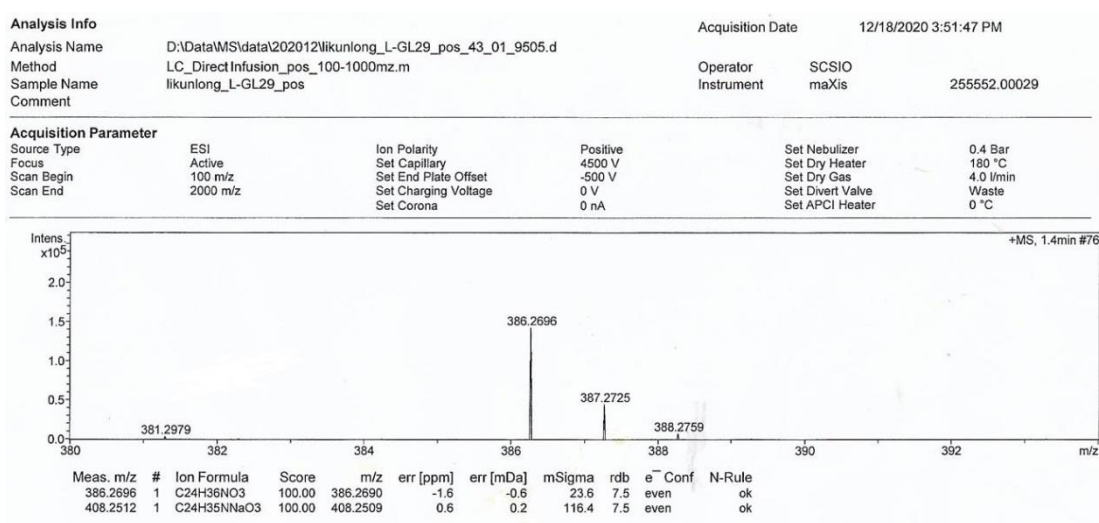 Analysis Info
Acquisition Date 12/18/2020 3:51:47 PM
Analysis Name D:\Data\MS\data\202012\likunlong_L-GL29_pos_43_01_9505.d
Method LC_Direct Infusion_pos_100-1000mz.m
Operator SCSIO
Sample Name likunlong_L-GL29_pos
Instrument maXis 255552.00029
Comment
Acquisition Parameter
Source Type ESI Ion Polarity Positive Set Nebulizer 0.4 Bar
Focus Active Set Capillary 4500 V Set Dry Heater 180 °C
Scan Begin 100 m/z Set End Plate Offset -500 V Set Dry Gas 4.0 l/min
Scan End 2000 m/z Set Charging Voltage 0 V Set Divert Valve Waste
Set Corona 0 nA Set APCI Heater 0 °C
Intens.
x10⁵
+MS, 1.4min #76
2.0
1.5
1.0
0.5
0.0
386.2696
387.2725
381.2979
388.2759
380 382 384 386 388 390 392 m/z
Meas. m/z # Ion Formula Score m/z err [ppm] err [mDa] mSigma rdb e⁻ Conf N-Rule
386.2696 1 C24H36NO3 100.00 386.2690 -1.6 -0.6 23.6 7.5 even ok
408.2512 1 C24H35NNaO3 100.00 408.2509 0.6 0.2 116.4 7.5 even ok